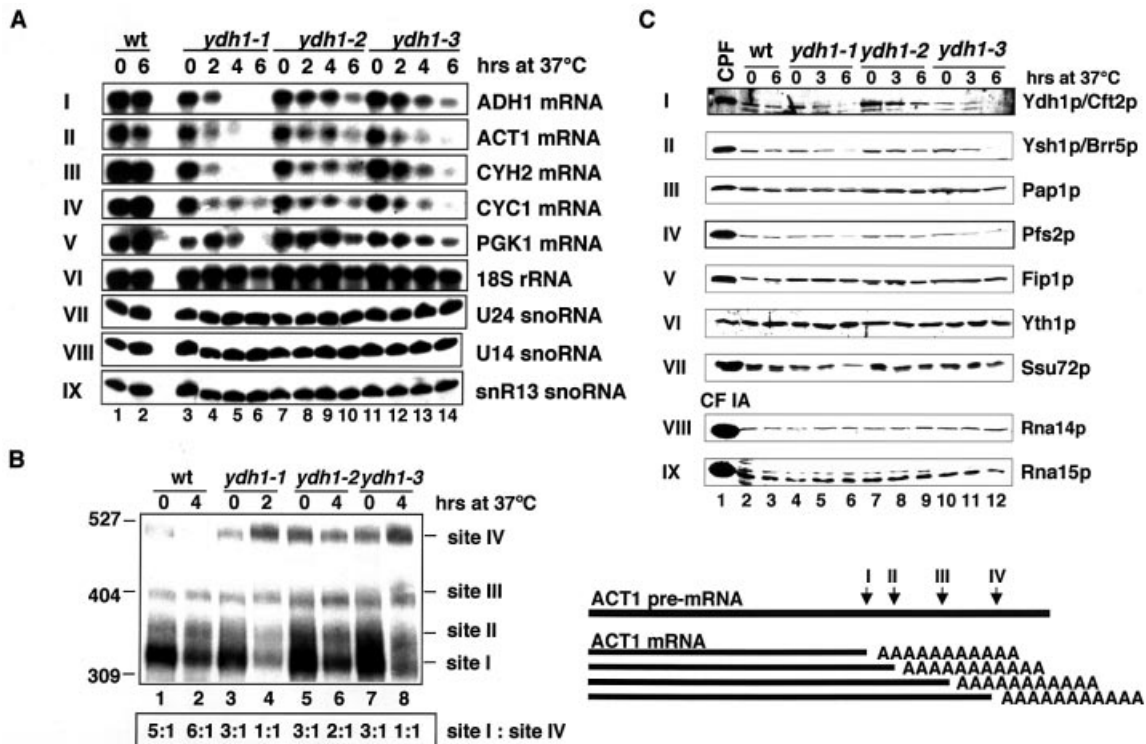 A
wt ydh1-1 ydh1-2 ydh1-3
0 6 0 2 4 6 0 2 4 6 0 2 4 6 hrs at 37°C
I ADH1 mRNA
II ACT1 mRNA
III CYH2 mRNA
IV CYC1 mRNA
V PGK1 mRNA
VI 18S rRNA
VII U24 snoRNA
VIII U14 snoRNA
IX snR13 snoRNA
1 2 3 4 5 6 7 8 9 10 11 12 13 14
B
wt ydh1-1 ydh1-2 ydh1-3
0 4 0 2 0 4 0 4 hrs at 37°C
527
site IV
404
site III
site II
site I
309
1 2 3 4 5 6 7 8
5:1 6:1 3:1 1:1 3:1 2:1 3:1 1:1 site I : site IV
C
CPF wt ydh1-1 ydh1-2 ydh1-3
0 6 0 3 6 0 3 6 0 3 6 hrs at 37°C
I Ydh1p/Cft2p
II Ysh1p/Brr5p
III Pap1p
IV Pfs2p
V Fip1p
VI Yth1p
VII Ssu72p
CF IA
VIII Rna14p
IX Rna15p
1 2 3 4 5 6 7 8 9 10 11 12
I II III IV
ACT1 pre-mRNA
ACT1 mRNA
AAAAAAAAAAA
AAAAAAAAAAA
AAAAAAAAAAA
AAAAAAAAAAA